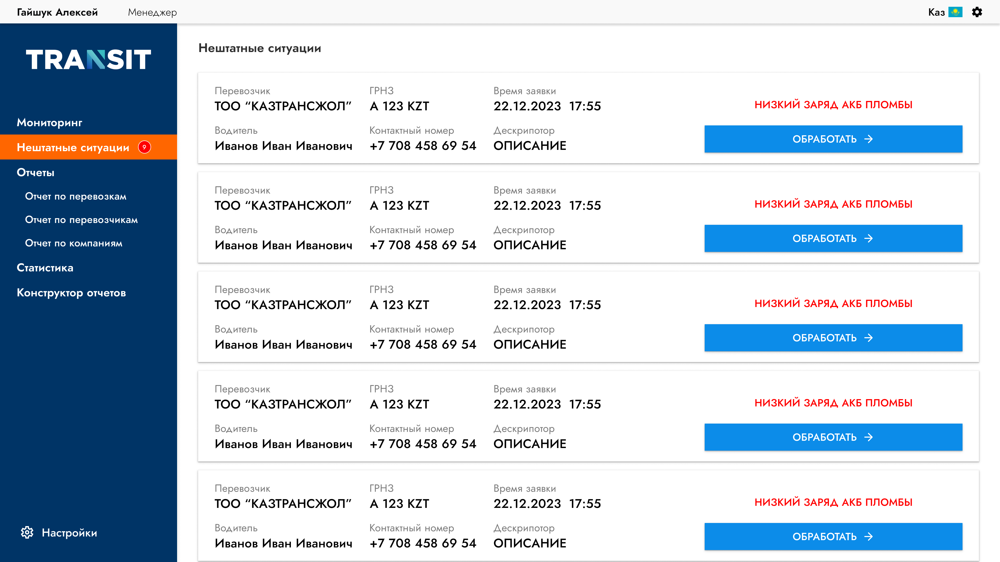 Гайшук Алексей Менеджер Каз
TRANSIT
Мониторинг
Нештатные ситуации 9
Отчеты
Отчет по перевозкам
Отчет по перевозчикам
Отчет по компаниям
Статистика
Конструктор отчетов
Настройки
Нештатные ситуации
Перевозчик ГРНЗ Время заявки
ТОО “КАЗТРАНСЖОЛ” А 123 KZT 22.12.2023 17:55
НИЗКИЙ ЗАРЯД АКБ ПЛОМБЫ
Водитель Контактный номер Дескрипотор
Иванов Иван Иванович +7 708 458 69 54 ОПИСАНИЕ
ОБРАБОТАТЬ →
Перевозчик ГРНЗ Время заявки
ТОО “КАЗТРАНСЖОЛ” А 123 KZT 22.12.2023 17:55
НИЗКИЙ ЗАРЯД АКБ ПЛОМБЫ
Водитель Контактный номер Дескрипотор
Иванов Иван Иванович +7 708 458 69 54 ОПИСАНИЕ
ОБРАБОТАТЬ →
Перевозчик ГРНЗ Время заявки
ТОО “КАЗТРАНСЖОЛ” А 123 KZT 22.12.2023 17:55
НИЗКИЙ ЗАРЯД АКБ ПЛОМБЫ
Водитель Контактный номер Дескрипотор
Иванов Иван Иванович +7 708 458 69 54 ОПИСАНИЕ
ОБРАБОТАТЬ →
Перевозчик ГРНЗ Время заявки
ТОО “КАЗТРАНСЖОЛ” А 123 KZT 22.12.2023 17:55
НИЗКИЙ ЗАРЯД АКБ ПЛОМБЫ
Водитель Контактный номер Дескрипотор
Иванов Иван Иванович +7 708 458 69 54 ОПИСАНИЕ
ОБРАБОТАТЬ →
Перевозчик ГРНЗ Время заявки
ТОО “КАЗТРАНСЖОЛ” А 123 KZT 22.12.2023 17:55
НИЗКИЙ ЗАРЯД АКБ ПЛОМБЫ
Водитель Контактный номер Дескрипотор
Иванов Иван Иванович +7 708 458 69 54 ОПИСАНИЕ
ОБРАБОТАТЬ →